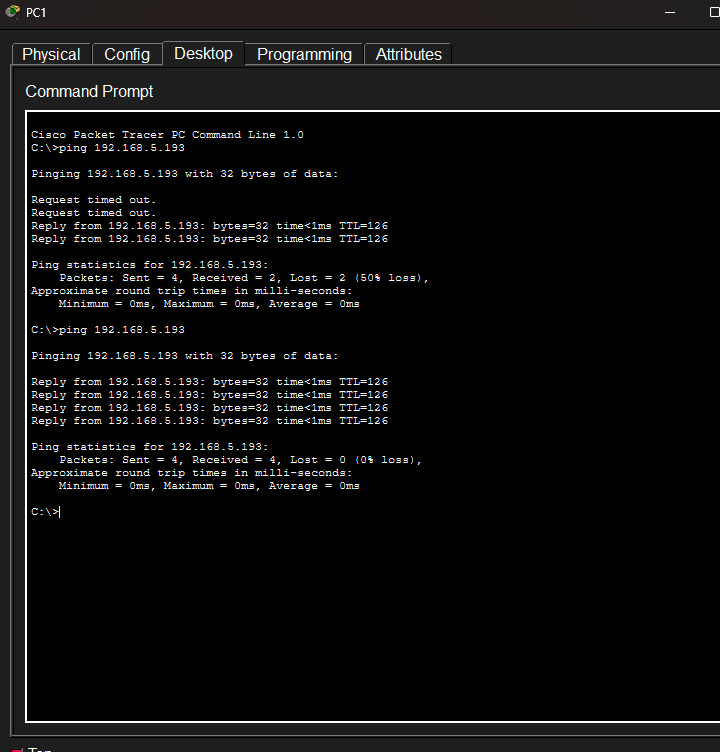 PC1
Physical Config Desktop Programming Attributes
Command Prompt
Cisco Packet Tracer PC Command Line 1.0
C:\>ping 192.168.5.193
Pinging 192.168.5.193 with 32 bytes of data:
Request timed out.
Request timed out.
Reply from 192.168.5.193: bytes=32 time<1ms TTL=126
Reply from 192.168.5.193: bytes=32 time<1ms TTL=126
Ping statistics for 192.168.5.193:
Packets: Sent = 4, Received = 2, Lost = 2 (50% loss),
Approximate round trip times in milli-seconds:
Minimum = 0ms, Maximum = 0ms, Average = 0ms
C:\>ping 192.168.5.193
Pinging 192.168.5.193 with 32 bytes of data:
Reply from 192.168.5.193: bytes=32 time<1ms TTL=126
Reply from 192.168.5.193: bytes=32 time<1ms TTL=126
Reply from 192.168.5.193: bytes=32 time<1ms TTL=126
Reply from 192.168.5.193: bytes=32 time<1ms TTL=126
Ping statistics for 192.168.5.193:
Packets: Sent = 4, Received = 4, Lost = 0 (0% loss),
Approximate round trip times in milli-seconds:
Minimum = 0ms, Maximum = 0ms, Average = 0ms
C:\>